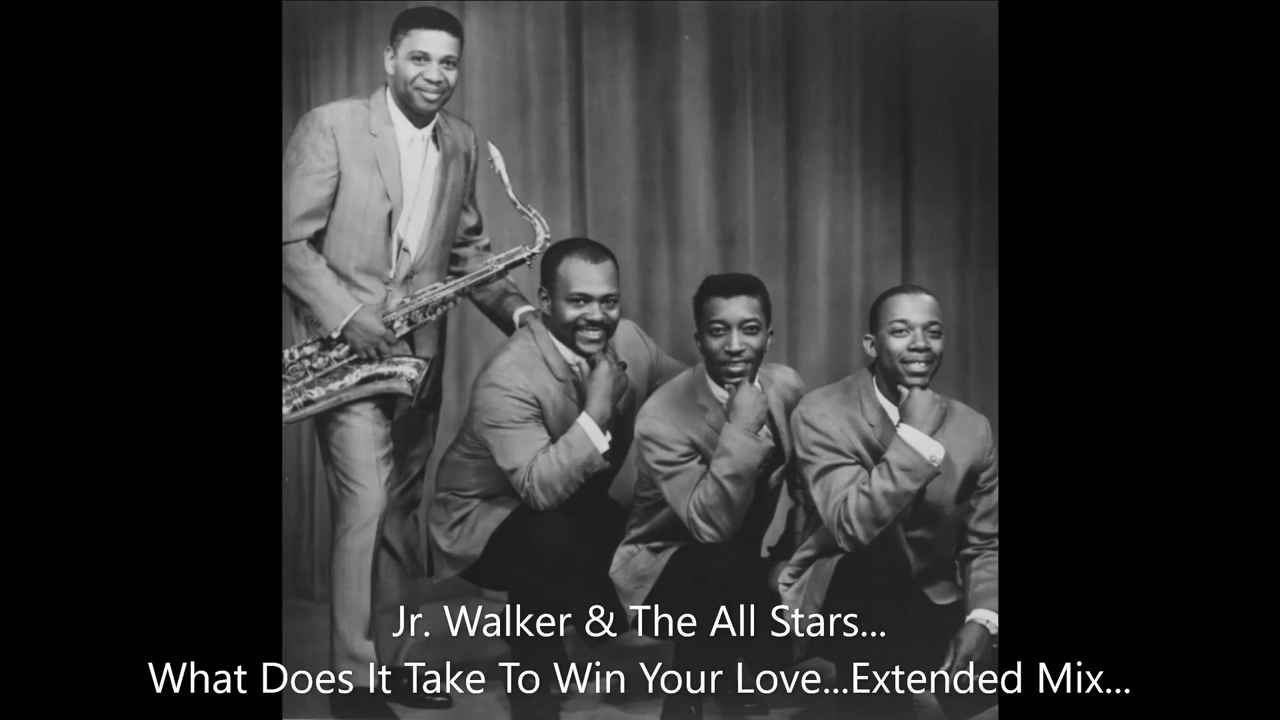 Jr. Walker & The All Stars...
What Does It Take To Win Your Love...Extended Mix...